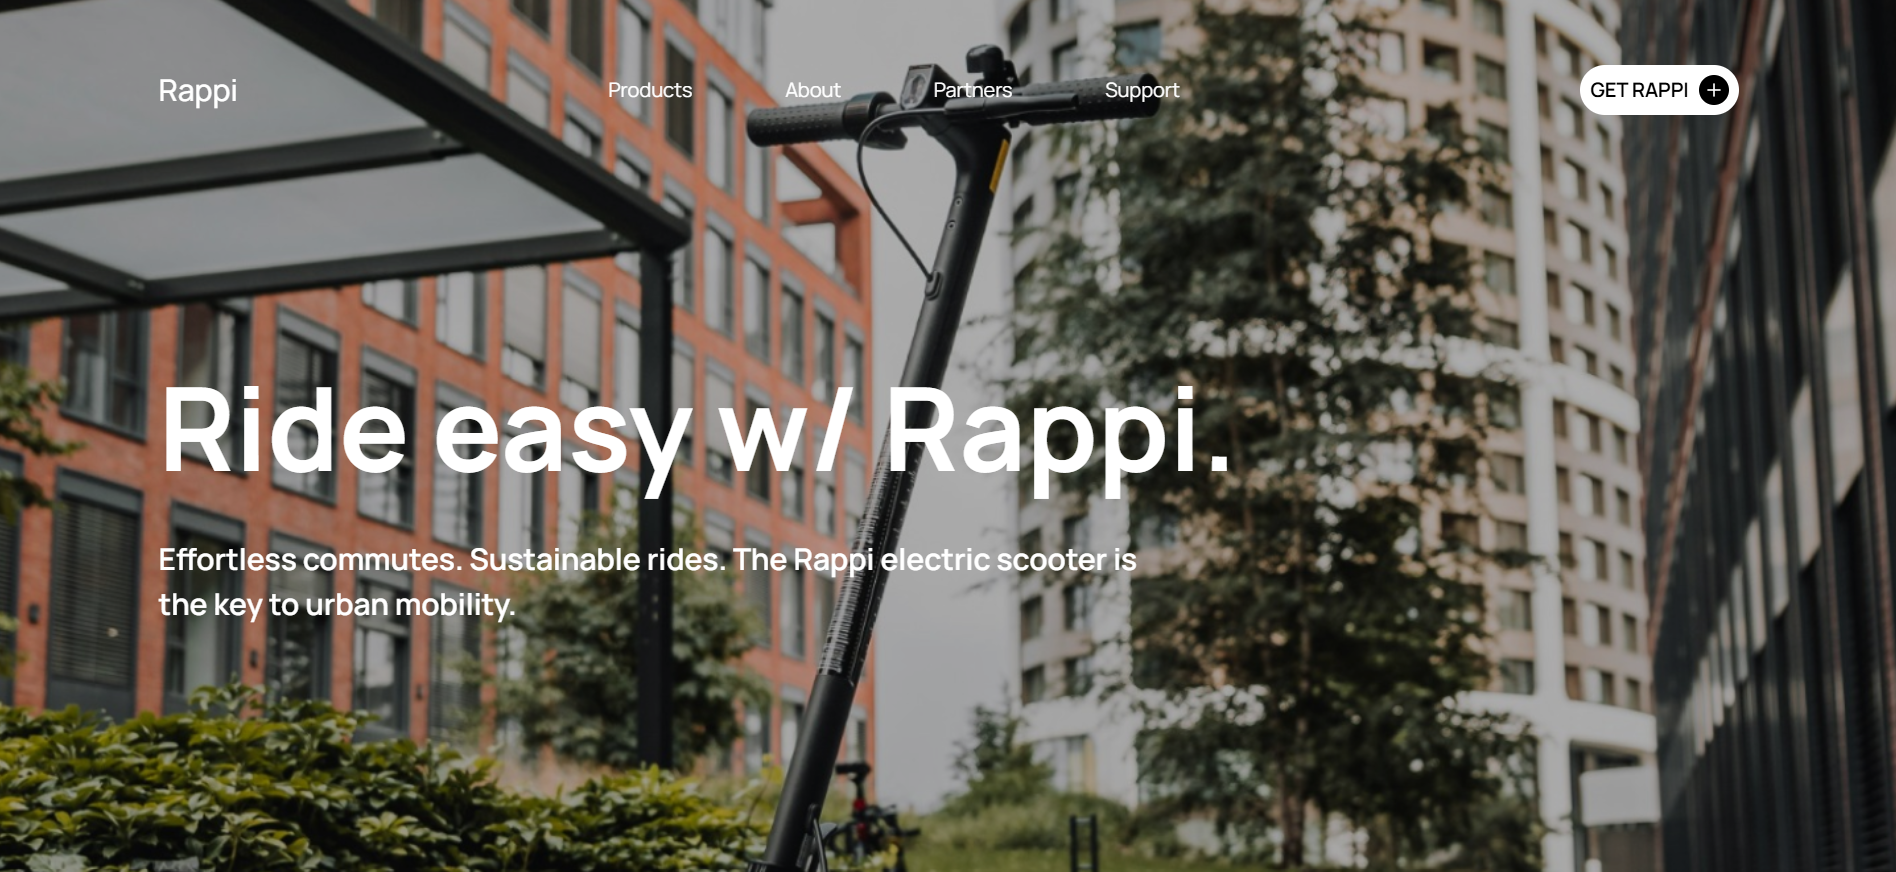 Rappi
Products
About
Partners
Support
GET RAPPI
Ride easy w/ Rappi.
Effortless commutes. Sustainable rides. The Rappi electric scooter is
the key to urban mobility.